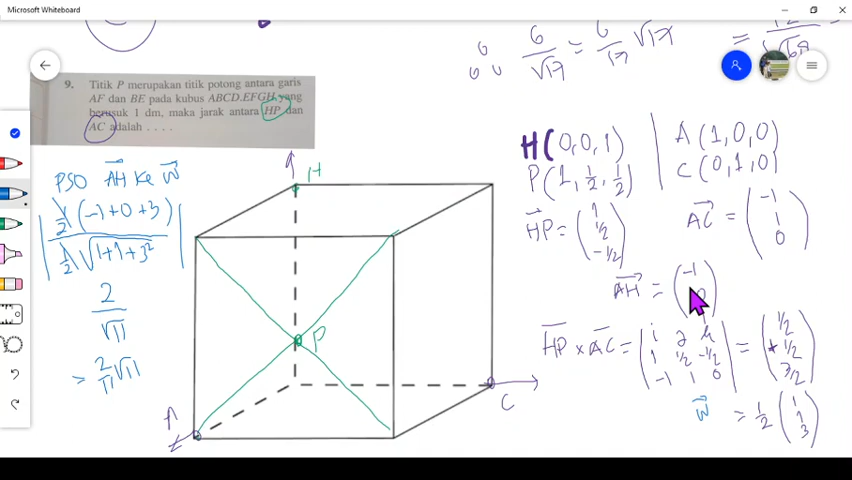 Microsoft Whiteboard
6/√17 = 6/17 √17
=
9. Titik P merupakan titik potong antara garis
AF dan BE pada kubus ABCD.EFGH yang
berusuk 1 dm, maka jarak antara HP dan
AC adalah . . . .
PSO AH ke W
|½(-1+0+3)|
|½√1+1+3²|
2
√11
= 2/11 √11
H
P
A
C
H(0,0,1)
A(1,0,0)
P(1,½,½)
C(0,1,0)
HP = (1 ½ -½)
AC = (-1 1 0)
AH = (-1
HP × AC = | i j k | = (½ ½ 3/2)
1 ½ -½
-1 1 0
W = ½ (1 1 3)